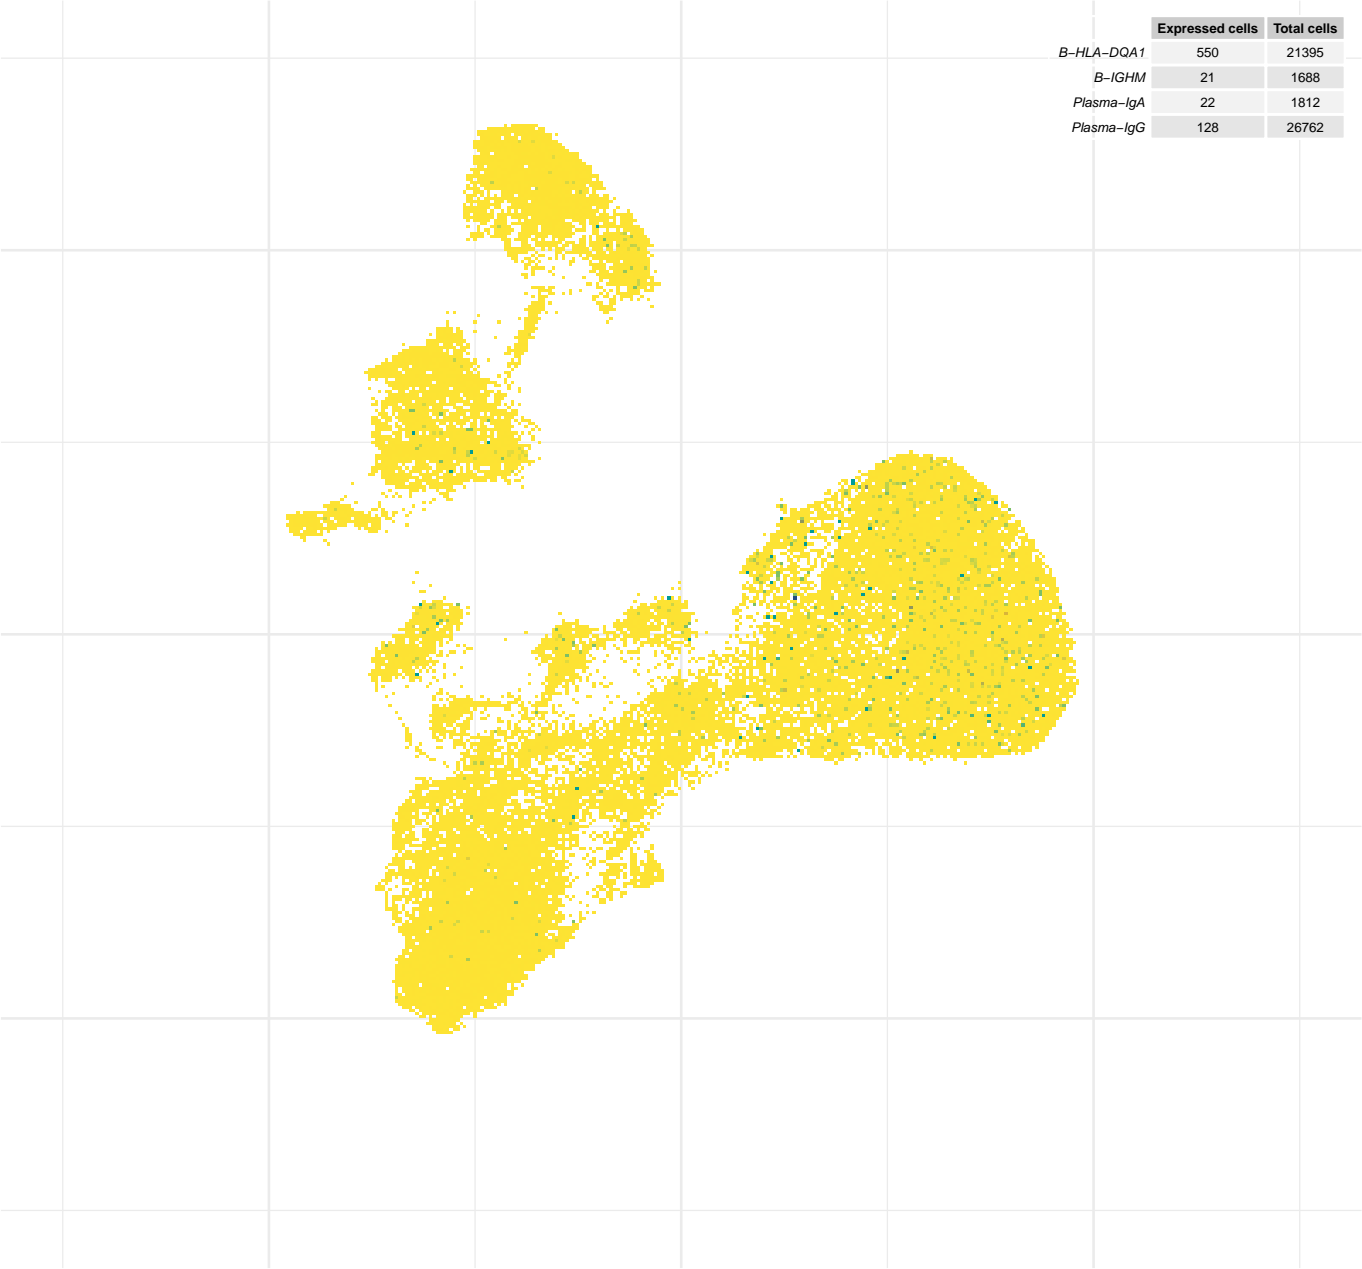 Expressed cells Total cells
B−HLA−DQA1 550 21395
B−IGHM 21 1688
Plasma−IgA 22 1812
Plasma−IgG 128 26762